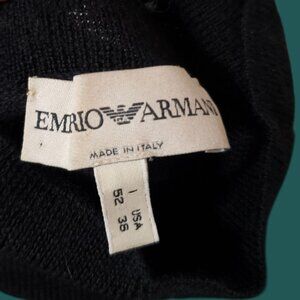 EMRIO ARMANI
MADE IN ITALY
I USA
52 38